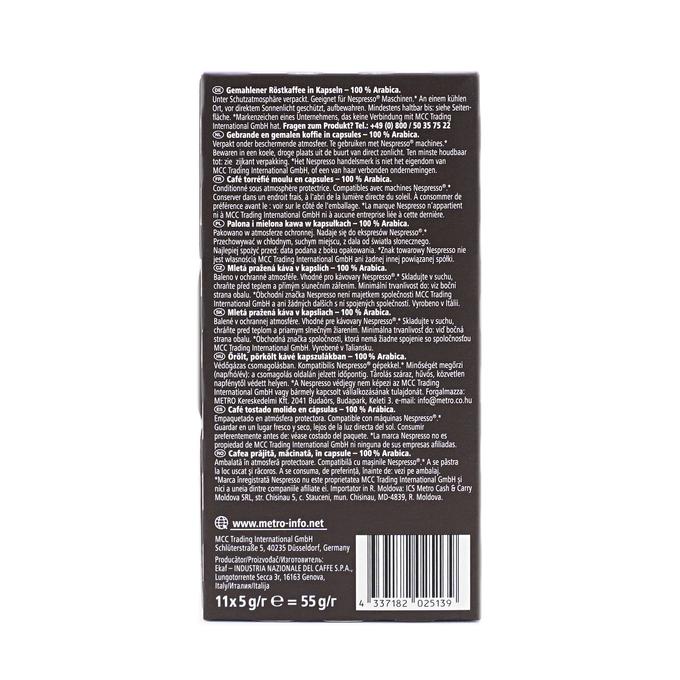 DE Gemahlener Röstkaffee in Kapseln – 100 % Arabica.
Unter Schutzatmosphäre verpackt. Geeignet für Nespresso® Maschinen.* An einem kühlen
Ort, vor direktem Sonnenlicht geschützt, aufbewahren. Mindestens haltbar bis: siehe Seiten-
fläche. *Markenzeichen eines Unternehmens, das keine Verbindung mit MCC Trading
International GmbH hat. Fragen zum Produkt? Tel.: +49 (0) 800 / 50 35 75 22
NL Gebrande en gemalen koffie in capsules – 100 % Arabica.
Verpakt onder beschermende atmosfeer. Te gebruiken met Nespresso® machines.*
Bewaren in een koele, droge plaats uit de buurt van direct zonlicht. Ten minste houdbaar
tot: zie zijkant verpakking. *Het Nespresso handelsmerk is niet het eigendom van
MCC Trading International GmbH, of een van haar verbonden ondernemingen.
FR Café torréfié moulu en capsules – 100 % Arabica.
Conditionné sous atmosphère protectrice. Compatibles avec machines Nespresso®.*
Conserver dans un endroit frais, à l'abri de la lumière directe du soleil. À consommer de
préférence avant le : voir sur le côté de l'emballage. *La marque Nespresso n'appartient
ni à MCC Trading International GmbH ni à aucune entreprise liée à cette dernière.
PL Palona i mielona kawa w kapsułkach – 100 % Arabica.
Pakowano w atmosferze ochronnej. Nadaje się do ekspresów Nespresso®.*
Przechowywać w chłodnym, suchym miejscu, z dala od światła słonecznego.
Najlepiej spożyć przed: data podana z boku opakowania. *Znak towarowy Nespresso nie
jest własnością MCC Trading International GmbH ani żadnej innej powiązanej spółki.
CZ Mletá pražená káva v kapslích – 100 % Arabica.
Baleno v ochranné atmosféře. Vhodné pro kávovary Nespresso®.* Skladujte v suchu,
chraňte před teplem a přímým slunečním zářením. Minimální trvanlivost do: viz boční
strana obalu. *Obchodní značka Nespresso není majetkem společnosti MCC Trading
International GmbH a ani žádných dalších s ní spojených společností. Vyrobeno v Itálii.
SK Mletá pražená káva v kapsliach – 100 % Arabica.
Balené v ochrannej atmosfére. Vhodné pre kávovary Nespresso®.* Skladujte v suchu,
chráňte pred teplom a priamym slnečným žiarením. Minimálna trvanlivosť do: viď bočná
strana obalu. *Obchodná značka spoločnosti, ktorá nemá žiadne spojenie so spoločnosťou
MCC Trading International GmbH. Vyrobené v Taliansku.
HU Őrölt, pörkölt kávé kapszulákban – 100 % Arabica.
Védőgázas csomagolásban. Kompatibilis Nespresso® gépekkel.* Minőségét megőrzi
(nap/hó/év): a csomagolás oldalán jelzett időpontig. Tárolás száraz, hűvös, közvetlen
napfénytől védett helyen. *A Nespresso védjegy nem képezi az MCC Trading
International GmbH vagy bármely kapcsolt vállalkozásának tulajdonát. Forgalmazza:
METRO Kereskedelmi Kft. 2041 Budaörs, Budapark, Keleti 3. e-mail: info@metro.co.hu
ES Café tostado molido en cápsulas – 100 % Arabica.
Empaquetado en atmósfera protectora. Compatible con máquinas Nespresso®.*
Guardar en un lugar fresco y seco, lejos de la luz directa del sol. Consumir
preferentemente antes de: véase costado del paquete. *La marca Nespresso no es
propiedad de MCC Trading International GmbH ni ninguna de sus empresas afiliadas.
RO Cafea prăjită, măcinată, în capsule – 100 % Arabica.
Ambalată în atmosferă protectoare. Compatibilă cu mașinile Nespresso®.* A se păstra
la loc uscat și răcoros. A se consuma, de preferință, înainte de: vezi pe ambalaj.
*Marca înregistrată Nespresso nu este proprietatea MCC Trading International GmbH și
nici a uneia dintre companiile afiliate ei. Importator in R. Moldova: ICS Metro Cash & Carry
Moldova SRL, str. Chisinau 5, c. Stauceni, mun. Chisinau, MD-4839, R. Moldova.
www.metro-info.net
MCC Trading International GmbH
Schlüterstraße 5, 40235 Düsseldorf, Germany
Producător/Proizvođač/Изготовитель:
Ekaf – INDUSTRIA NAZIONALE DEL CAFFE S.P.A.,
Lungotorrente Secca 3r, 16163 Genova,
Italy/Италия/Italija
11 x 5 g/г ℮ = 55 g/г
4 337182 025139